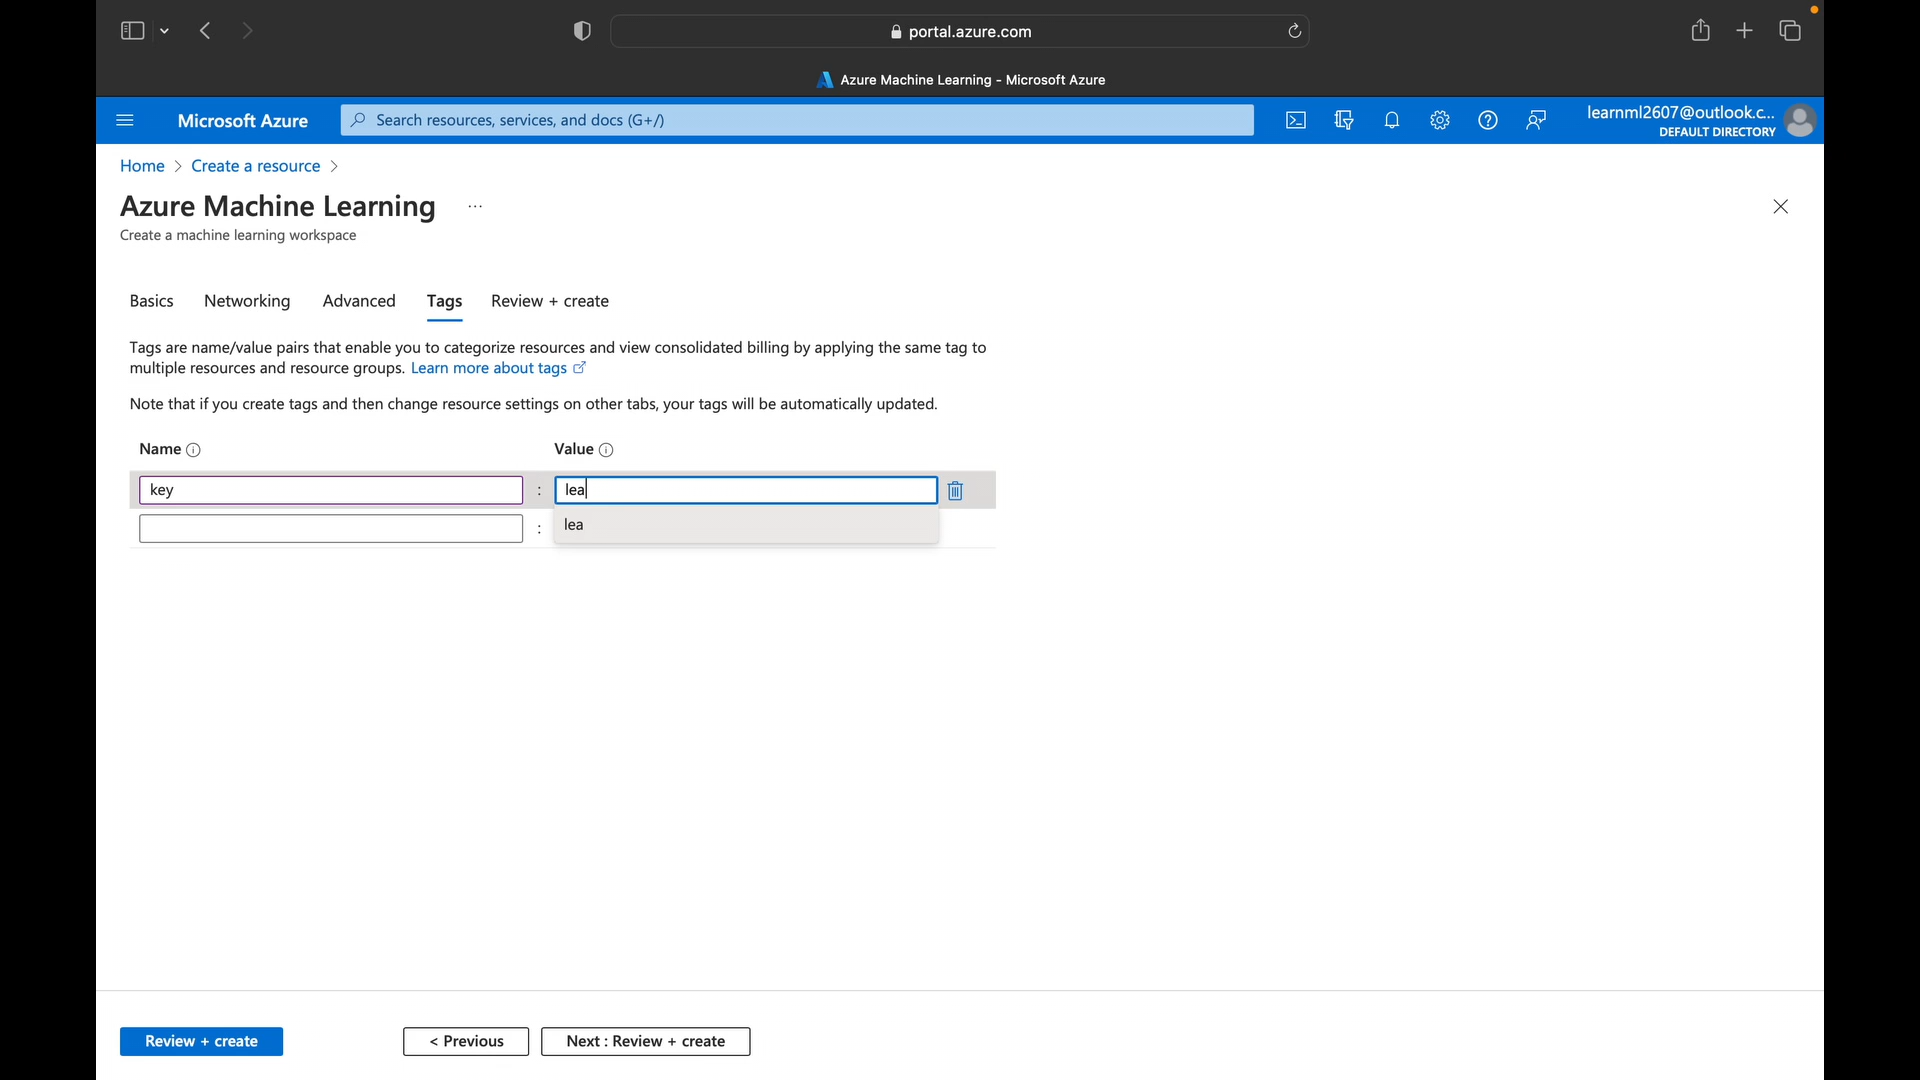 portal.azure.com
Azure Machine Learning - Microsoft Azure
Microsoft Azure
Search resources, services, and docs (G+/)
learnml2607@outlook.c...
DEFAULT DIRECTORY
Home > Create a resource >
Azure Machine Learning ...
Create a machine learning workspace
Basics Networking Advanced Tags Review + create
Tags are name/value pairs that enable you to categorize resources and view consolidated billing by applying the same tag to
multiple resources and resource groups. Learn more about tags
Note that if you create tags and then change resource settings on other tabs, your tags will be automatically updated.
Name Value
key : lea
: lea
Review + create < Previous Next : Review + create